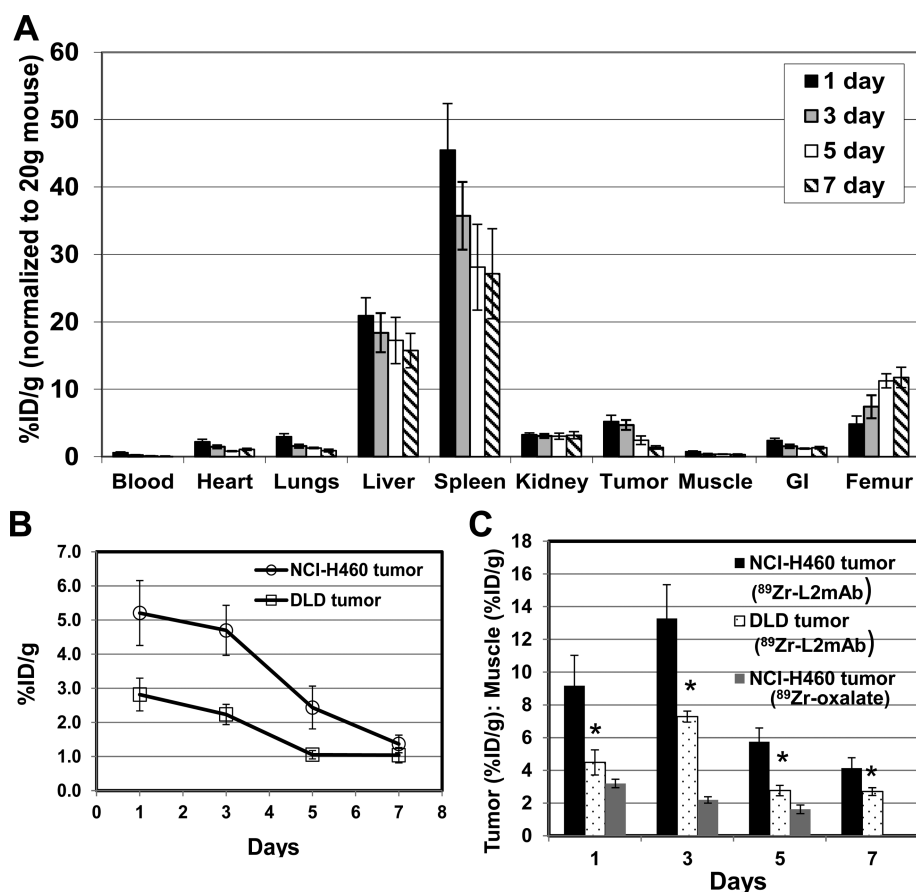 A
%ID/g (normalized to 20g mouse)
60
50
40
30
20
10
0
1 day
3 day
5 day
7 day
Blood Heart Lungs Liver Spleen Kidney Tumor Muscle GI Femur
B
%ID/g
7.0
6.0
5.0
4.0
3.0
2.0
1.0
0.0
NCI-H460 tumor
DLD tumor
0 1 2 3 4 5 6 7 8
Days
C
Tumor (%ID/g): Muscle (%ID/g)
18
16
14
12
10
8
6
4
2
0
NCI-H460 tumor
(⁸⁹Zr-L2mAb)
DLD tumor
(⁸⁹Zr-L2mAb)
NCI-H460 tumor
(⁸⁹Zr-oxalate)
* * * *
1 3 5 7
Days